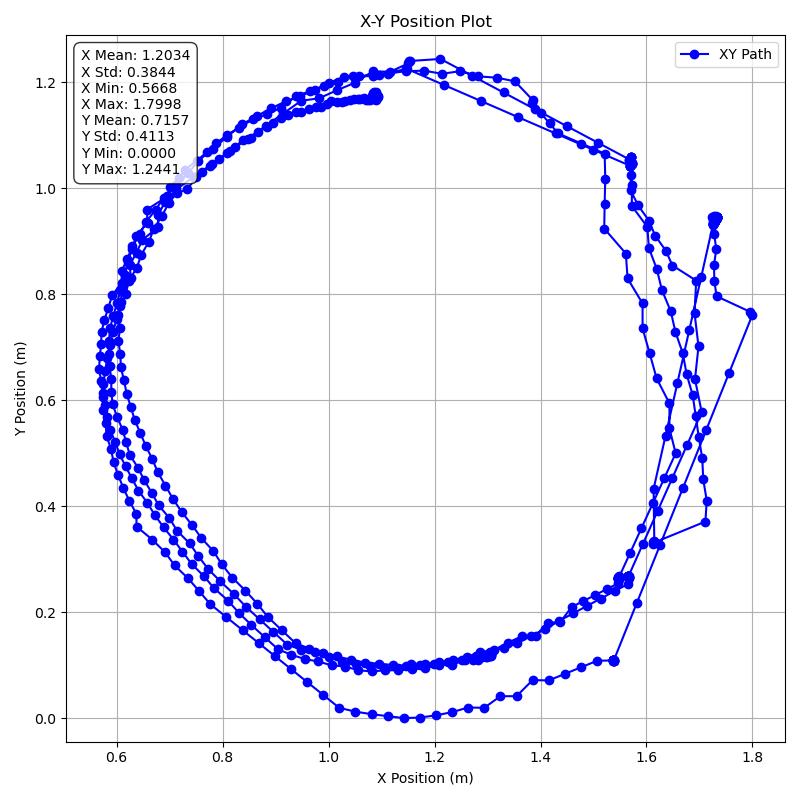 X-Y Position Plot
X Mean: 1.2034
X Std: 0.3844
X Min: 0.5668
X Max: 1.7998
Y Mean: 0.7157
Y Std: 0.4113
Y Min: 0.0000
Y Max: 1.2441
XY Path
1.2
1.0
0.8
0.6
0.4
0.2
0.0
Y Position (m)
0.6 0.8 1.0 1.2 1.4 1.6 1.8
X Position (m)